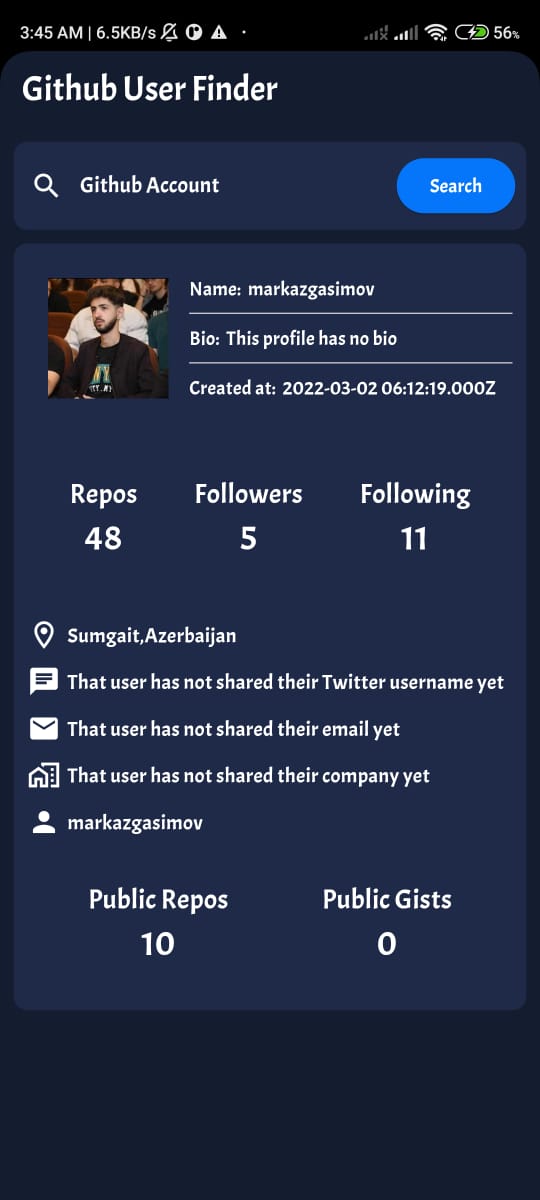 3:45 AM | 6.5KB/s
56%
Github User Finder
Github Account
Search
Name: markazgasimov
Bio: This profile has no bio
Created at: 2022-03-02 06:12:19.000Z
Repos Followers Following
48 5 11
Sumgait,Azerbaijan
That user has not shared their Twitter username yet
That user has not shared their email yet
That user has not shared their company yet
markazgasimov
Public Repos Public Gists
10 0